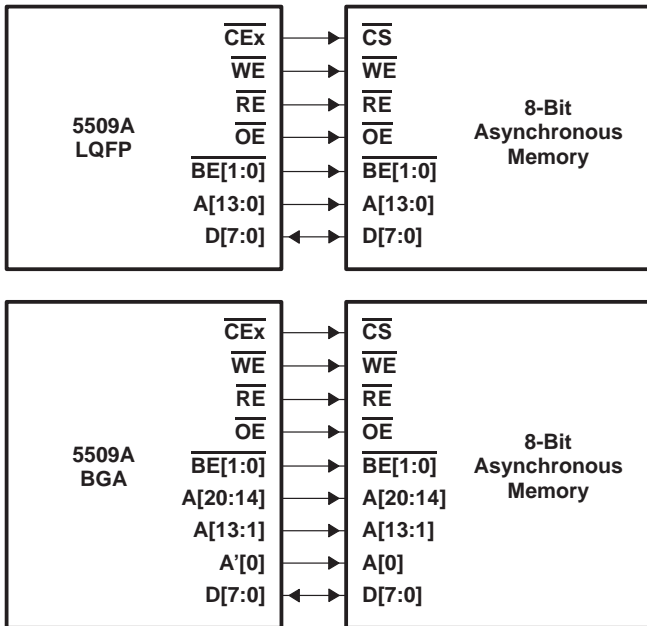 CEx CS
WE WE
RE RE
5509A
LQFP
8-Bit
Asynchronous
Memory
OE OE
BE[1:0] BE[1:0]
A[13:0] A[13:0]
D[7:0] D[7:0]
CEx CS
WE WE
RE RE
OE OE
5509A
BGA
8-Bit
Asynchronous
Memory
BE[1:0] BE[1:0]
A[20:14] A[20:14]
A[13:1] A[13:1]
A'[0] A[0]
D[7:0] D[7:0]